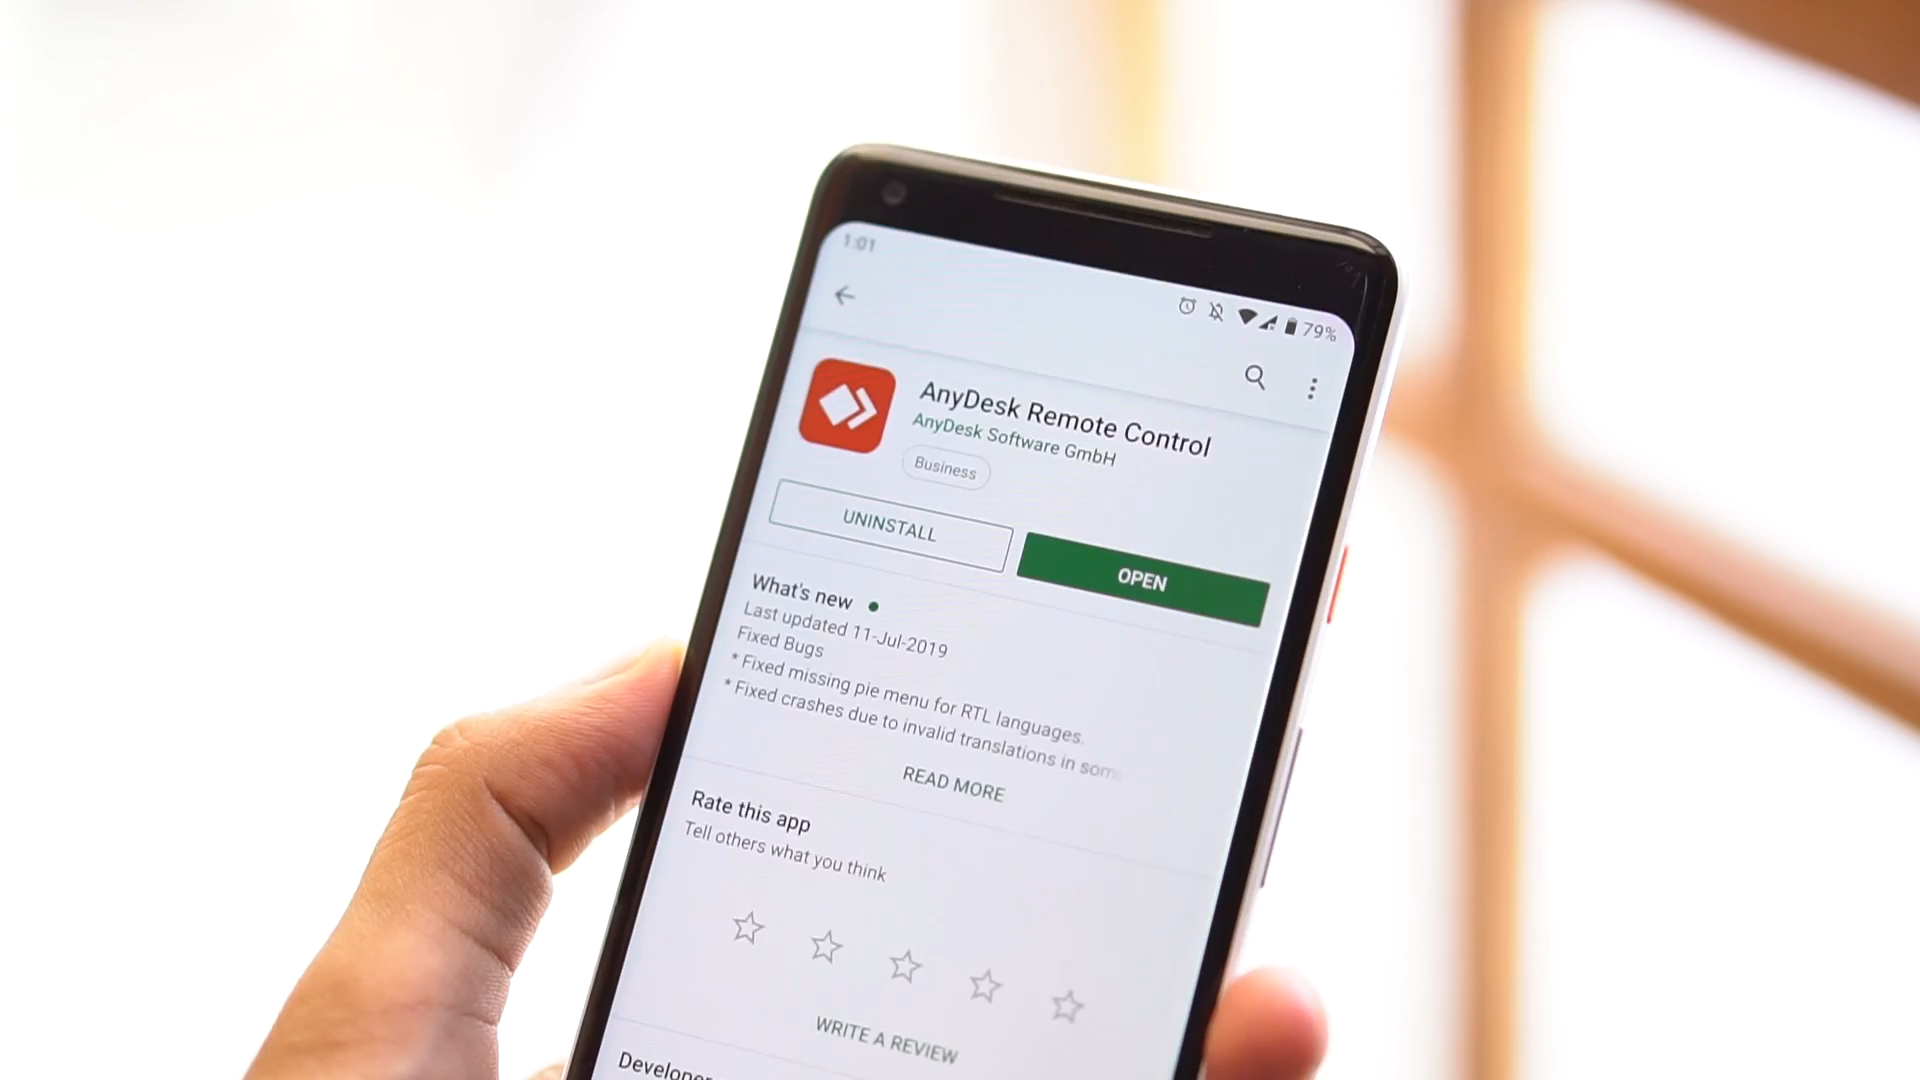 1:01
79%
AnyDesk Remote Control
AnyDesk Software GmbH
Business
UNINSTALL
OPEN
What's new
Last updated 11-Jul-2019
Fixed Bugs
* Fixed missing pie menu for RTL languages.
* Fixed crashes due to invalid translations in som
READ MORE
Rate this app
Tell others what you think
WRITE A REVIEW
Developer